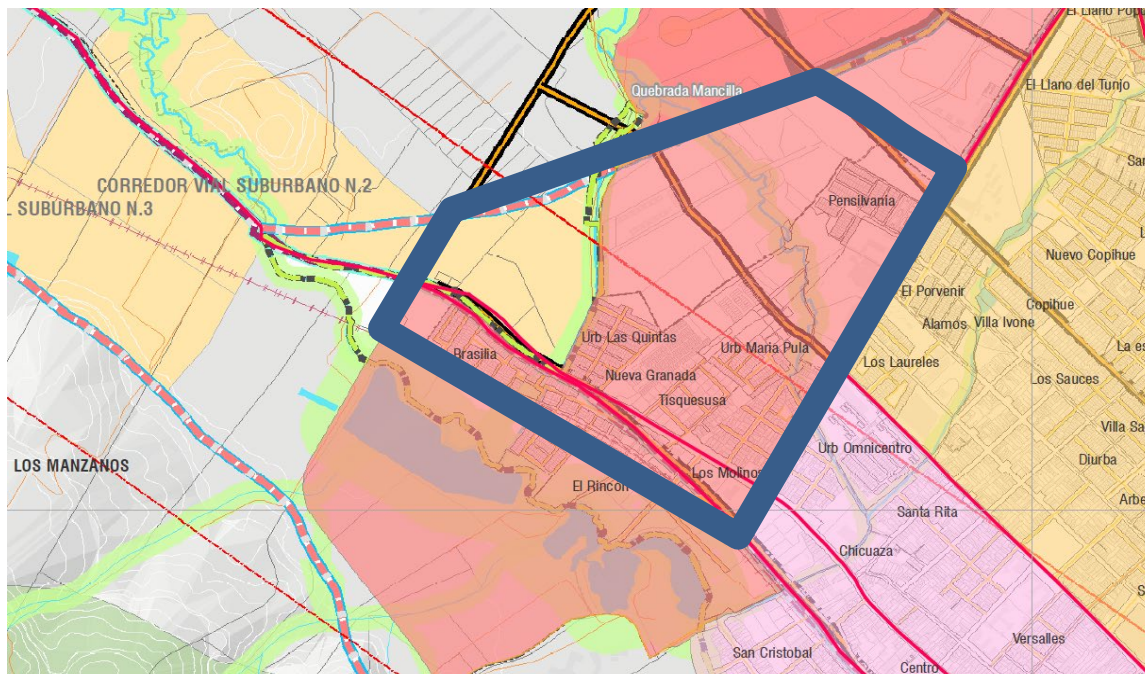 El Llano Pop
El Llano del Tunjo
Quebrada Mancilla
CORREDOR VIAL SUBURBANO N.2
L SUBURBANO N.3
Pensilvania
Nuevo Copihue
El Porvenir
Copihue
Alamos
Villa Ivone
Urb Las Quintas
Urb Maria Pula
La es
Brasilia
Los Laureles
Nueva Granada
Los Sauces
Tisquesusa
Villa Sa
Urb Omnicentro
Diurba
LOS MANZANOS
Los Molinos
El Rincon
Arbe
Santa Rita
Chicuaza
Versalles
San Cristobal
Centro